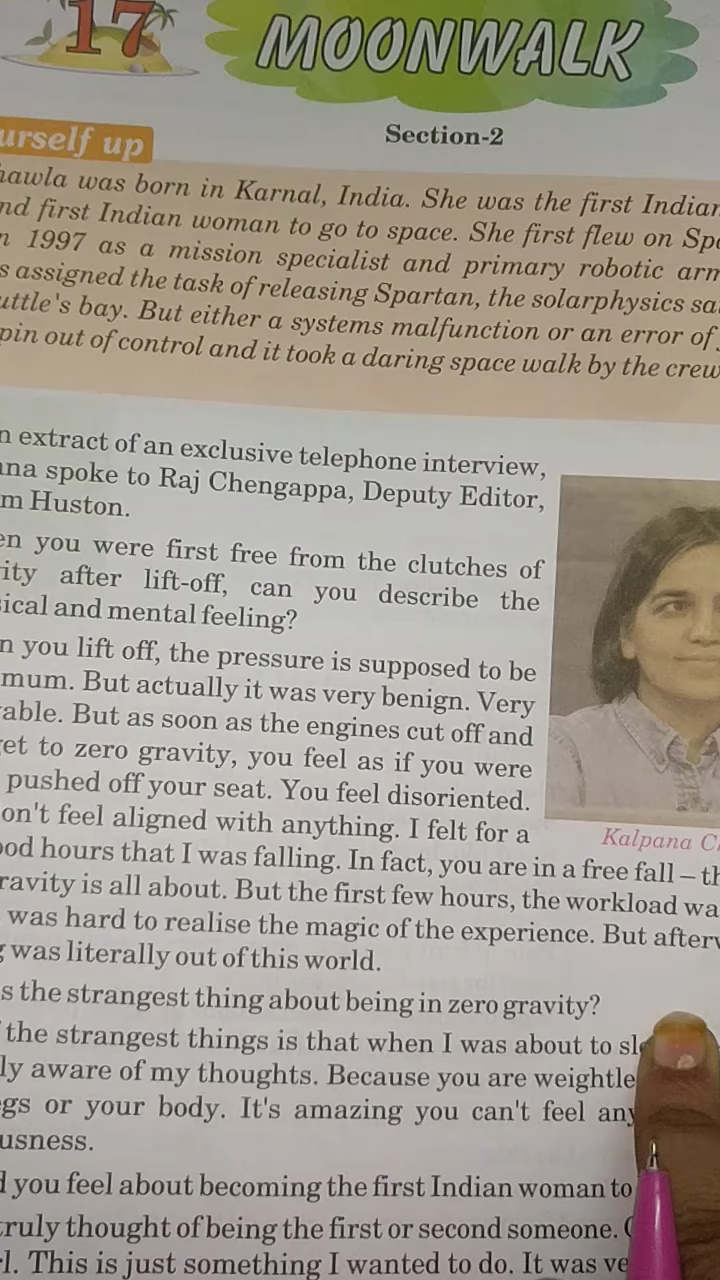 17
MOONWALK
Section-2
urself up
hawla was born in Karnal, India. She was the first Indian
nd first Indian woman to go to space. She first flew on Spa
n 1997 as a mission specialist and primary robotic arm
s assigned the task of releasing Spartan, the solarphysics sa
uttle's bay. But either a systems malfunction or an error of
pin out of control and it took a daring space walk by the crew
n extract of an exclusive telephone interview,
ana spoke to Raj Chengappa, Deputy Editor,
m Huston.
en you were first free from the clutches of
ity after lift-off, can you describe the
sical and mental feeling?
n you lift off, the pressure is supposed to be
mum. But actually it was very benign. Very
able. But as soon as the engines cut off and
et to zero gravity, you feel as if you were
pushed off your seat. You feel disoriented.
on't feel aligned with anything. I felt for a
Kalpana C
ood hours that I was falling. In fact, you are in a free fall – th
ravity is all about. But the first few hours, the workload wa
was hard to realise the magic of the experience. But afterw
g was literally out of this world.
s the strangest thing about being in zero gravity?
the strangest things is that when I was about to sle
ly aware of my thoughts. Because you are weightle
egs or your body. It's amazing you can't feel any
usness.
d you feel about becoming the first Indian woman to
truly thought of being the first or second someone.
l. This is just something I wanted to do. It was ve